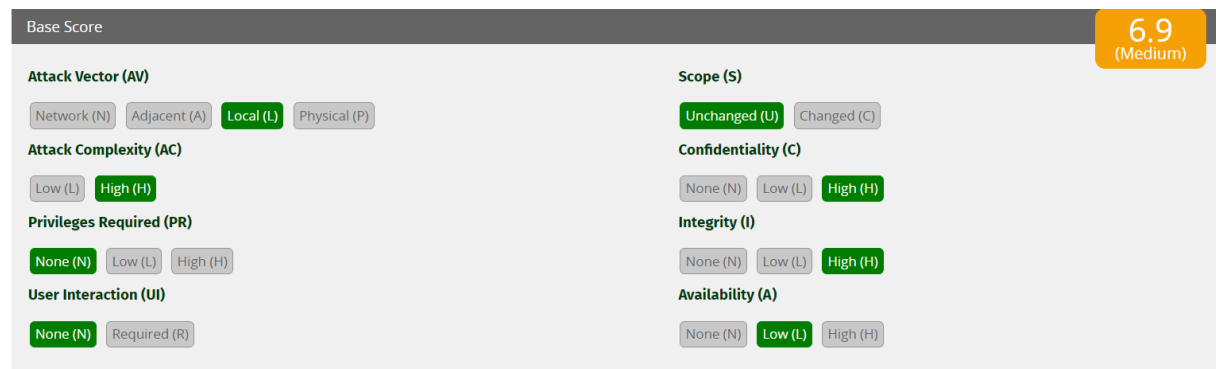 Base Score
6.9
(Medium)
Attack Vector (AV)
Network (N) Adjacent (A) Local (L) Physical (P)
Attack Complexity (AC)
Low (L) High (H)
Privileges Required (PR)
None (N) Low (L) High (H)
User Interaction (UI)
None (N) Required (R)
Scope (S)
Unchanged (U) Changed (C)
Confidentiality (C)
None (N) Low (L) High (H)
Integrity (I)
None (N) Low (L) High (H)
Availability (A)
None (N) Low (L) High (H)